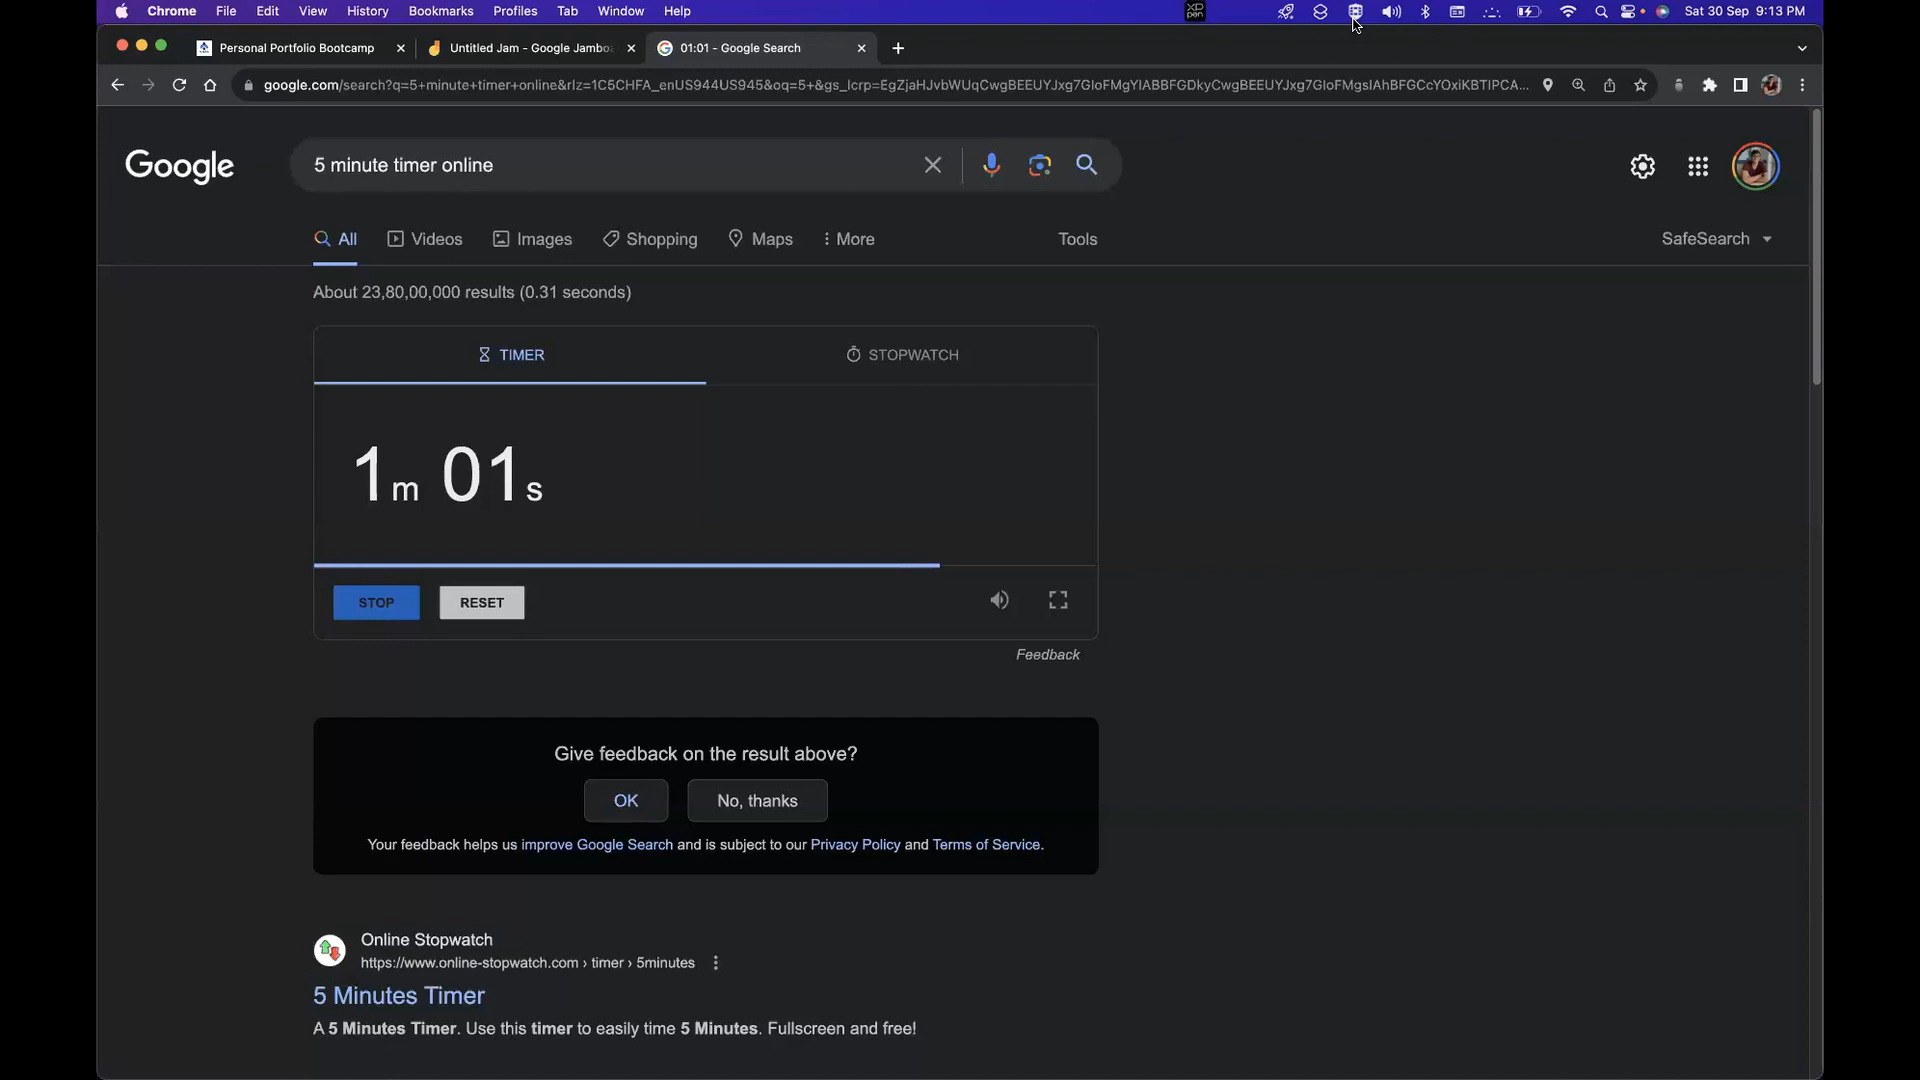 Chrome File Edit View History Bookmarks Profiles Tab Window Help XD pen Sat 30 Sep 9:13 PM
Personal Portfolio Bootcamp Untitled Jam - Google Jamboa 01:01 - Google Search
google.com/search?q=5+minute+timer+online&rlz=1C5CHFA_enUS944US945&oq=5+&gs_lcrp=EgZjaHJvbWUqCwgBEEUYJxg7GIoFMgYIABBFGDkyCwgBEEUYJxg7GIoFMgsIAhBFGCcYOxiKBTIPCA...
Google 5 minute timer online
All Videos Images Shopping Maps More Tools SafeSearch
About 23,80,00,000 results (0.31 seconds)
TIMER STOPWATCH
1m 01s
STOP RESET
Feedback
Give feedback on the result above?
OK No, thanks
Your feedback helps us improve Google Search and is subject to our Privacy Policy and Terms of Service.
Online Stopwatch
https://www.online-stopwatch.com › timer › 5minutes
5 Minutes Timer
A 5 Minutes Timer. Use this timer to easily time 5 Minutes. Fullscreen and free!